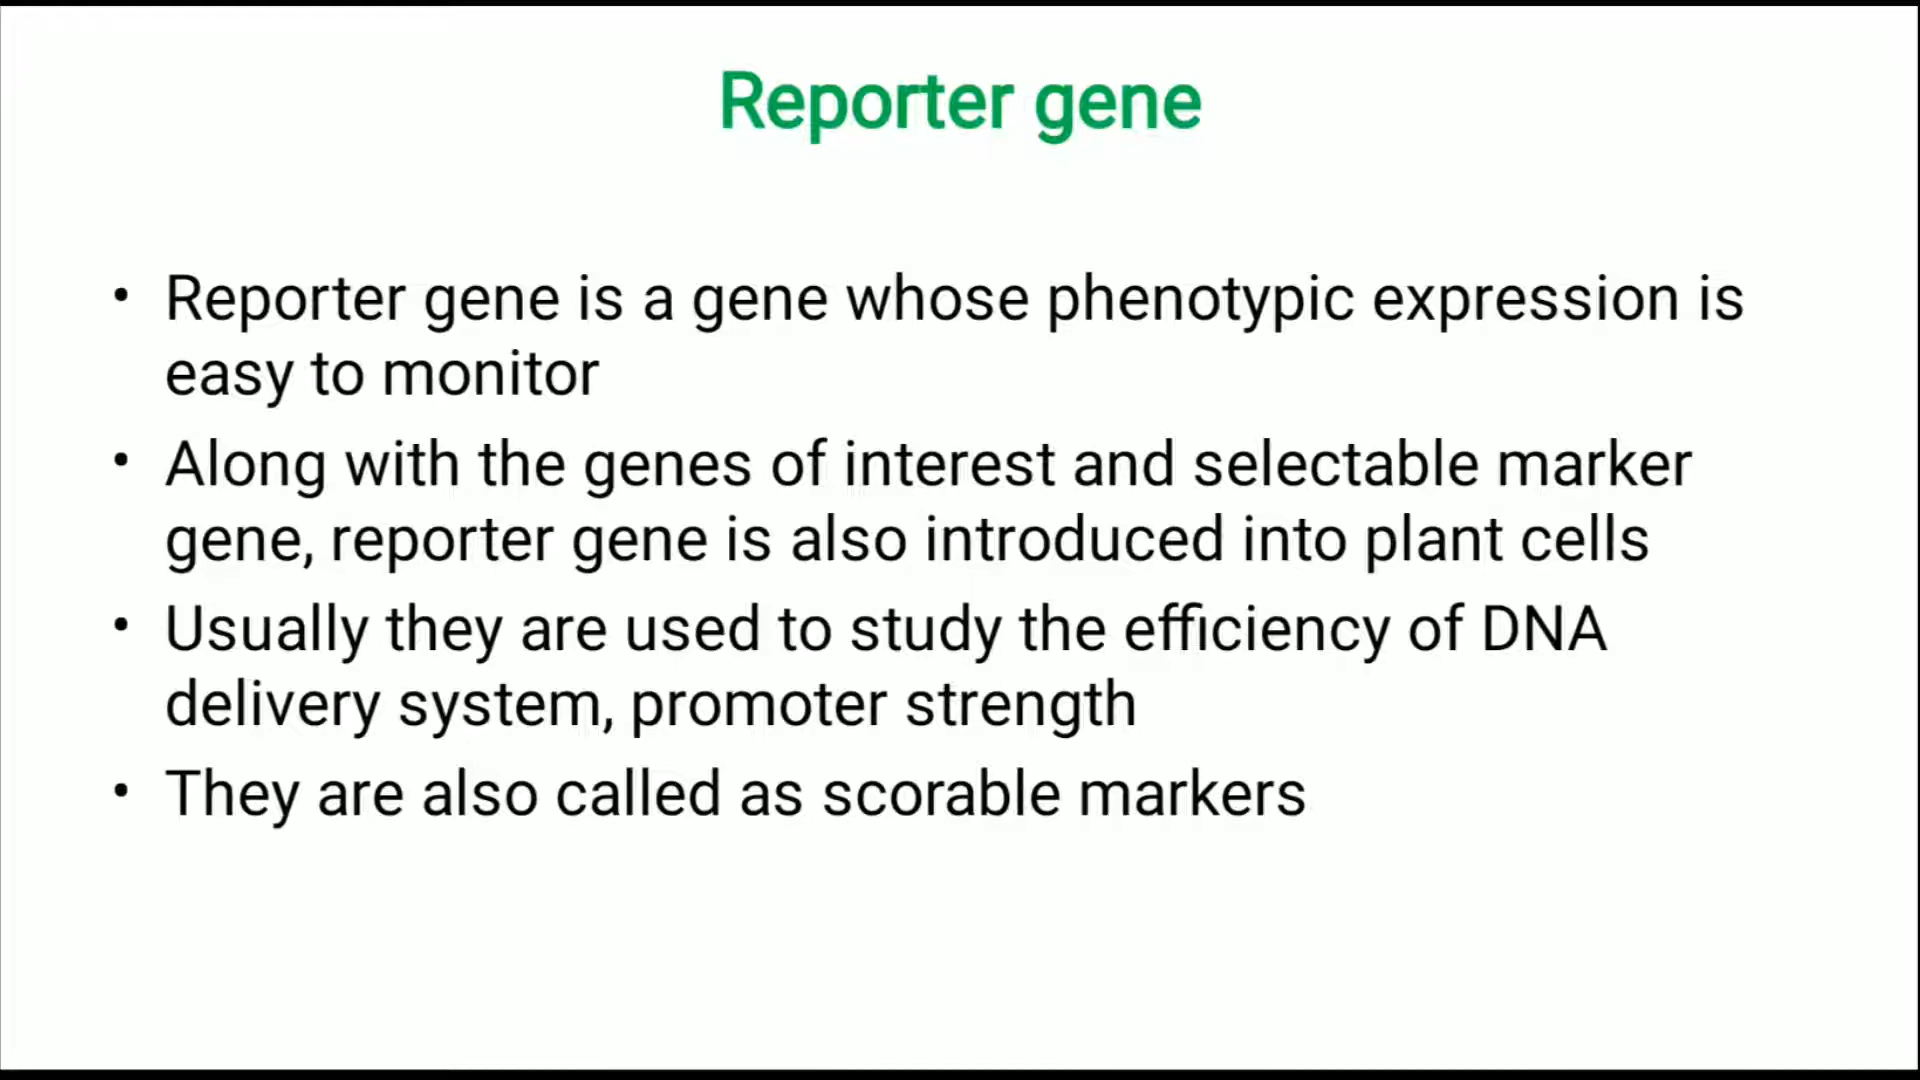 Reporter gene
• Reporter gene is a gene whose phenotypic expression is
easy to monitor
• Along with the genes of interest and selectable marker
gene, reporter gene is also introduced into plant cells
• Usually they are used to study the efficiency of DNA
delivery system, promoter strength
• They are also called as scorable markers